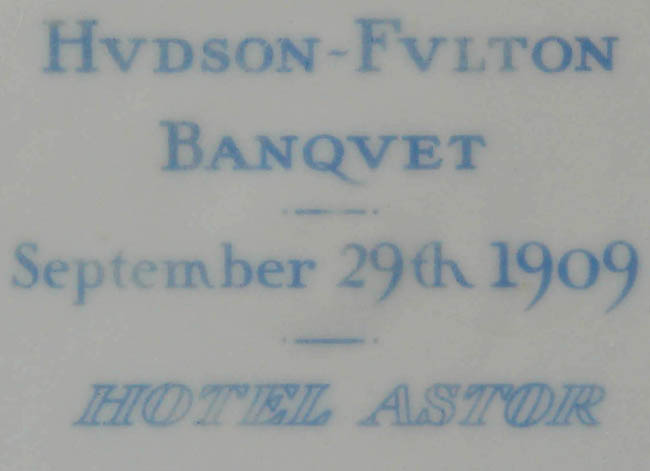 HVDSON-FVLTON
BANQVET
September 29th 1909
HOTEL ASTOR